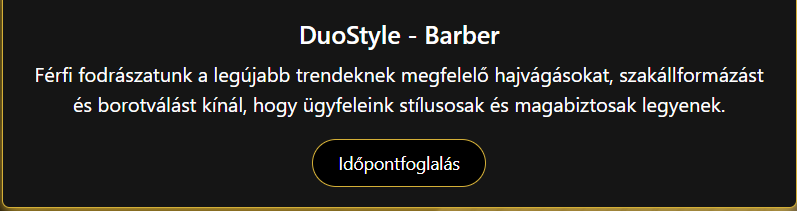 DuoStyle - Barber
Férfi fodrászatunk a legújabb trendeknek megfelelő hajvágásokat, szakállformázást
és borotválást kínál, hogy ügyfeleink stílusosak és magabiztosak legyenek.
Időpontfoglalás